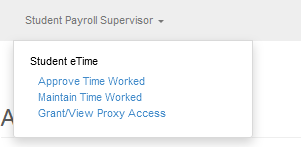 Student Payroll Supervisor
Student eTime
Approve Time Worked
Maintain Time Worked
Grant/View Proxy Access
A